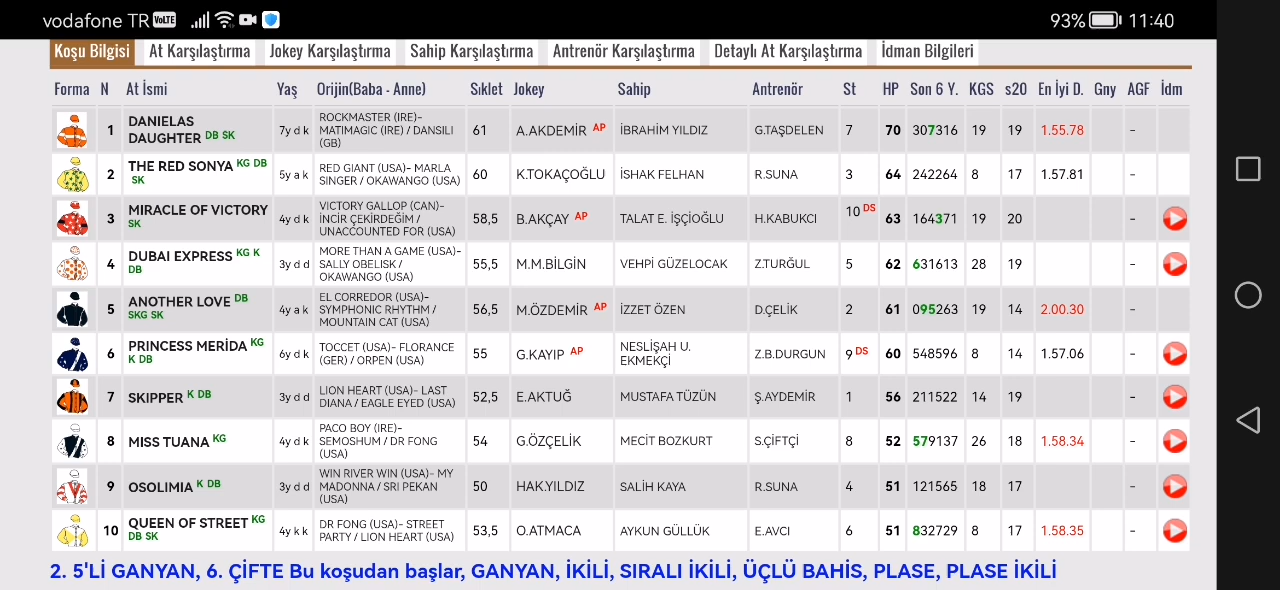 vodafone TR VoLTE 93% 11:40
Koşu Bilgisi At Karşılaştırma Jokey Karşılaştırma Sahip Karşılaştırma Antrenör Karşılaştırma Detaylı At Karşılaştırma İdman Bilgileri
Forma N At İsmi Yaş Orijin(Baba - Anne) Sıklet Jokey Sahip Antrenör St HP Son 6 Y. KGS s20 En İyi D. Gny AGF İdm
1 DANIELAS DAUGHTER DB SK 7y d k ROCKMASTER (IRE)- MATIMAGIC (IRE) / DANSILI (GB) 61 A.AKDEMİR AP İBRAHİM YILDIZ G.TAŞDELEN 7 70 307316 19 19 1.55.78 -
2 THE RED SONYA KG DB SK 5y a k RED GIANT (USA)- MARLA SINGER / OKAWANGO (USA) 60 K.TOKAÇOĞLU İSHAK FELHAN R.SUNA 3 64 242264 8 17 1.57.81 -
3 MIRACLE OF VICTORY SK 4y d k VICTORY GALLOP (CAN)- İNCİR ÇEKİRDEĞİM / UNACCOUNTED FOR (USA) 58,5 B.AKÇAY AP TALAT E. İŞÇİOĞLU H.KABUKCI 10 DS 63 164371 19 20 -
4 DUBAI EXPRESS KG K DB 3y d d MORE THAN A GAME (USA)- SALLY OBELISK / OKAWANGO (USA) 55,5 M.M.BİLGİN VEHPİ GÜZELOCAK Z.TURĞUL 5 62 631613 28 19 -
5 ANOTHER LOVE DB SKG SK 4y a k EL CORREDOR (USA)- SYMPHONIC RHYTHM / MOUNTAIN CAT (USA) 56,5 M.ÖZDEMİR AP İZZET ÖZEN D.ÇELİK 2 61 095263 19 14 2.00.30 -
6 PRINCESS MERİDA KG K DB 6y d k TOCCET (USA)- FLORANCE (GER) / ORPEN (USA) 55 G.KAYIP AP NESLİŞAH U. EKMEKÇİ Z.B.DURGUN 9 DS 60 548596 8 14 1.57.06 -
7 SKIPPER K DB 3y d d LION HEART (USA)- LAST DIANA / EAGLE EYED (USA) 52,5 E.AKTUĞ MUSTAFA TÜZÜN Ş.AYDEMİR 1 56 211522 14 19 -
8 MISS TUANA KG 4y d k PACO BOY (IRE)- SEMOSHUM / DR FONG (USA) 54 G.ÖZÇELİK MECİT BOZKURT S.ÇİFTÇİ 8 52 579137 26 18 1.58.34 -
9 OSOLIMIA K DB 3y d d WIN RIVER WIN (USA)- MY MADONNA / SRI PEKAN (USA) 50 HAK.YILDIZ SALİH KAYA R.SUNA 4 51 121565 18 17 -
10 QUEEN OF STREET KG DB SK 4y k k DR FONG (USA)- STREET PARTY / LION HEART (USA) 53,5 O.ATMACA AYKUN GÜLLÜK E.AVCI 6 51 832729 8 17 1.58.35 -
2. 5'Lİ GANYAN, 6. ÇİFTE Bu koşudan başlar, GANYAN, İKİLİ, SIRALI İKİLİ, ÜÇLÜ BAHİS, PLASE, PLASE İKİLİ